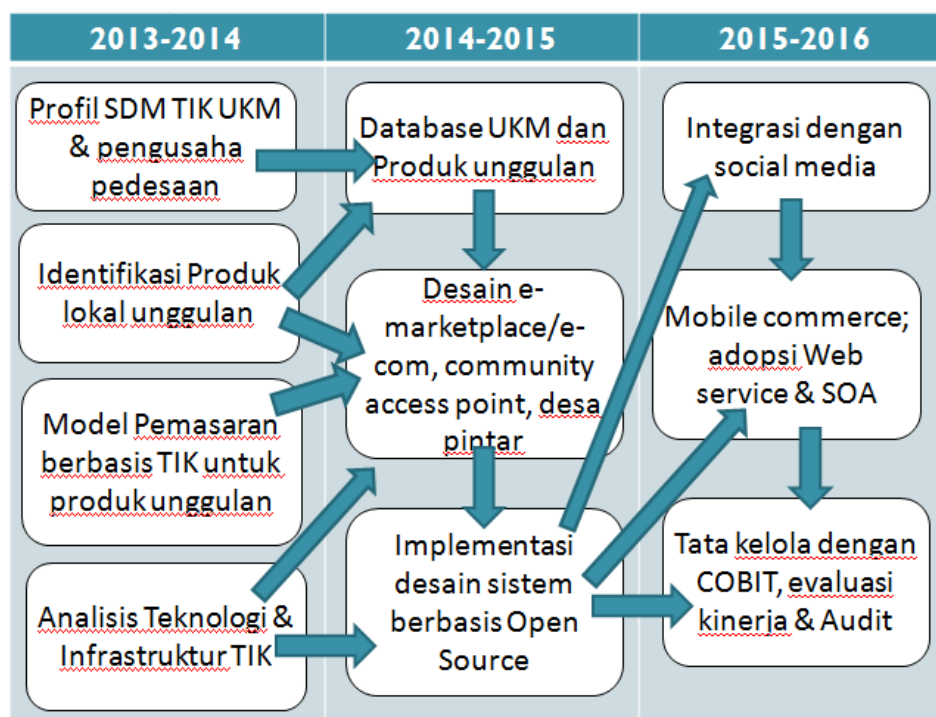 2013-2014
2014-2015
2015-2016
Profil SDM TIK UKM
& pengusaha
pedesaan
Identifikasi Produk
lokal unggulan
Model Pemasaran
berbasis TIK untuk
produk unggulan
Analisis Teknologi &
Infrastruktur TIK
Database UKM dan
Produk unggulan
Desain e-
marketplace/e-
com, community
access point, desa
pintar
Implementasi
desain sistem
berbasis Open
Source
Integrasi dengan
social media
Mobile commerce;
adopsi Web
service & SOA
Tata kelola dengan
COBIT, evaluasi
kinerja & Audit